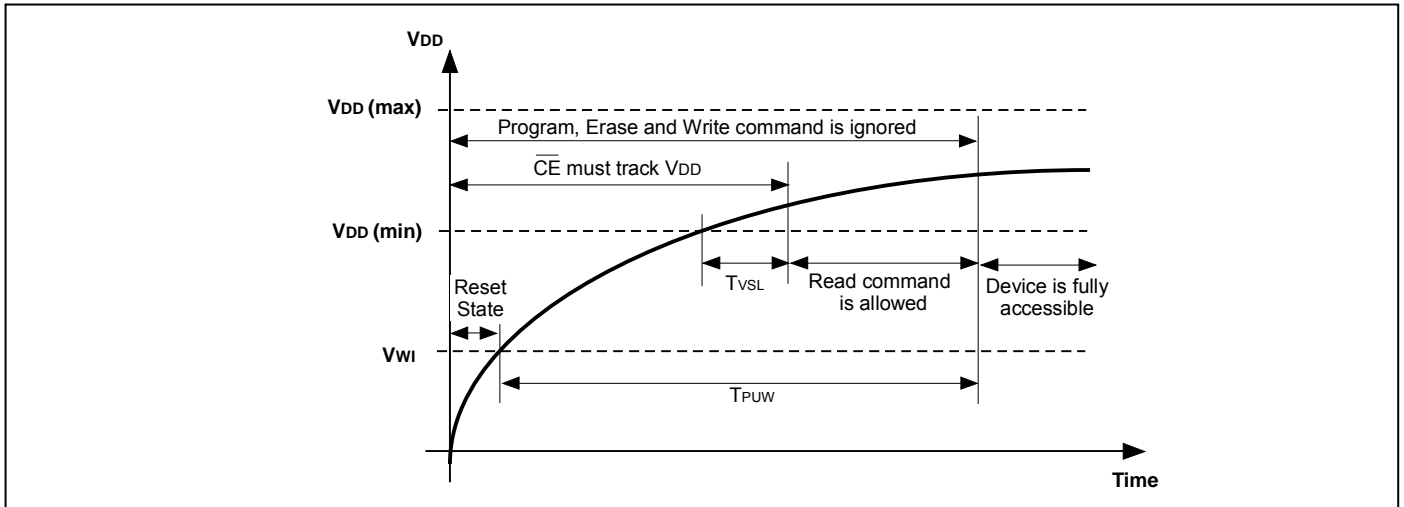 VDD
VDD (max)
Program, Erase and Write command is ignored
CE must track VDD
VDD (min)
TVSL
Read command
is allowed
Device is fully
accessible
Reset
State
VWI
TPUW
Time